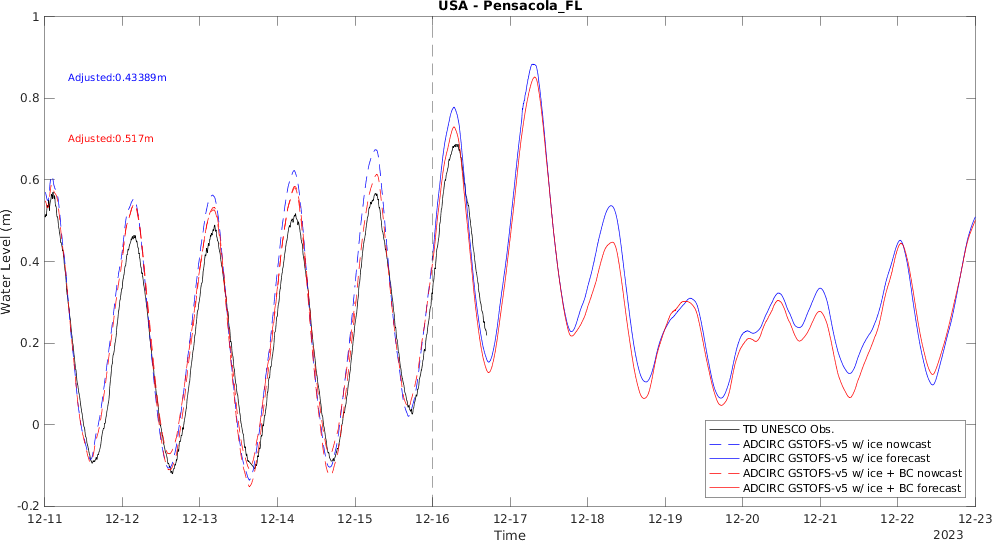 USA - Pensacola_FL
1
0.8
0.6
0.4
0.2
0
-0.2
Water Level (m)
Adjusted:0.43389m
Adjusted:0.517m
TD UNESCO Obs.
ADCIRC GSTOFS-v5 w/ ice nowcast
ADCIRC GSTOFS-v5 w/ ice forecast
ADCIRC GSTOFS-v5 w/ ice + BC nowcast
ADCIRC GSTOFS-v5 w/ ice + BC forecast
12-11 12-12 12-13 12-14 12-15 12-16 12-17 12-18 12-19 12-20 12-21 12-22 12-23
Time
2023